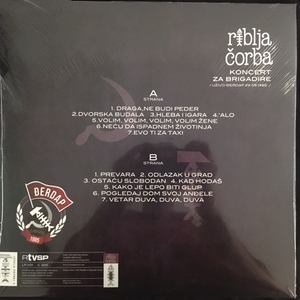 riblja
čorba
KONCERT
ZA BRIGADIRE
A
STRANA
1. DRAGA, NE BUDI PEDER
2. DVORSKA BUDALA 3. HLEBA I IGARA 4. 'ALO
5. VOLIM, VOLIM, VOLIM, VOLIM ŽENE
6. NEĆU DA ISPADNEM ŽIVOTINJA
7. EVO TI ZA TAXI
B
STRANA
1. PREVARA 2. ODLAZAK U GRAD
3. OSTAĆU SLOBODAN 4. KAD HODAŠ
5. KAKO JE LEPO BITI GLUP
6. POGLEDAJ DOM SVOJ ANĐELE
7. VETAR DUVA, DUVA, DUVA
ĐERDAP
1985
RTVSP